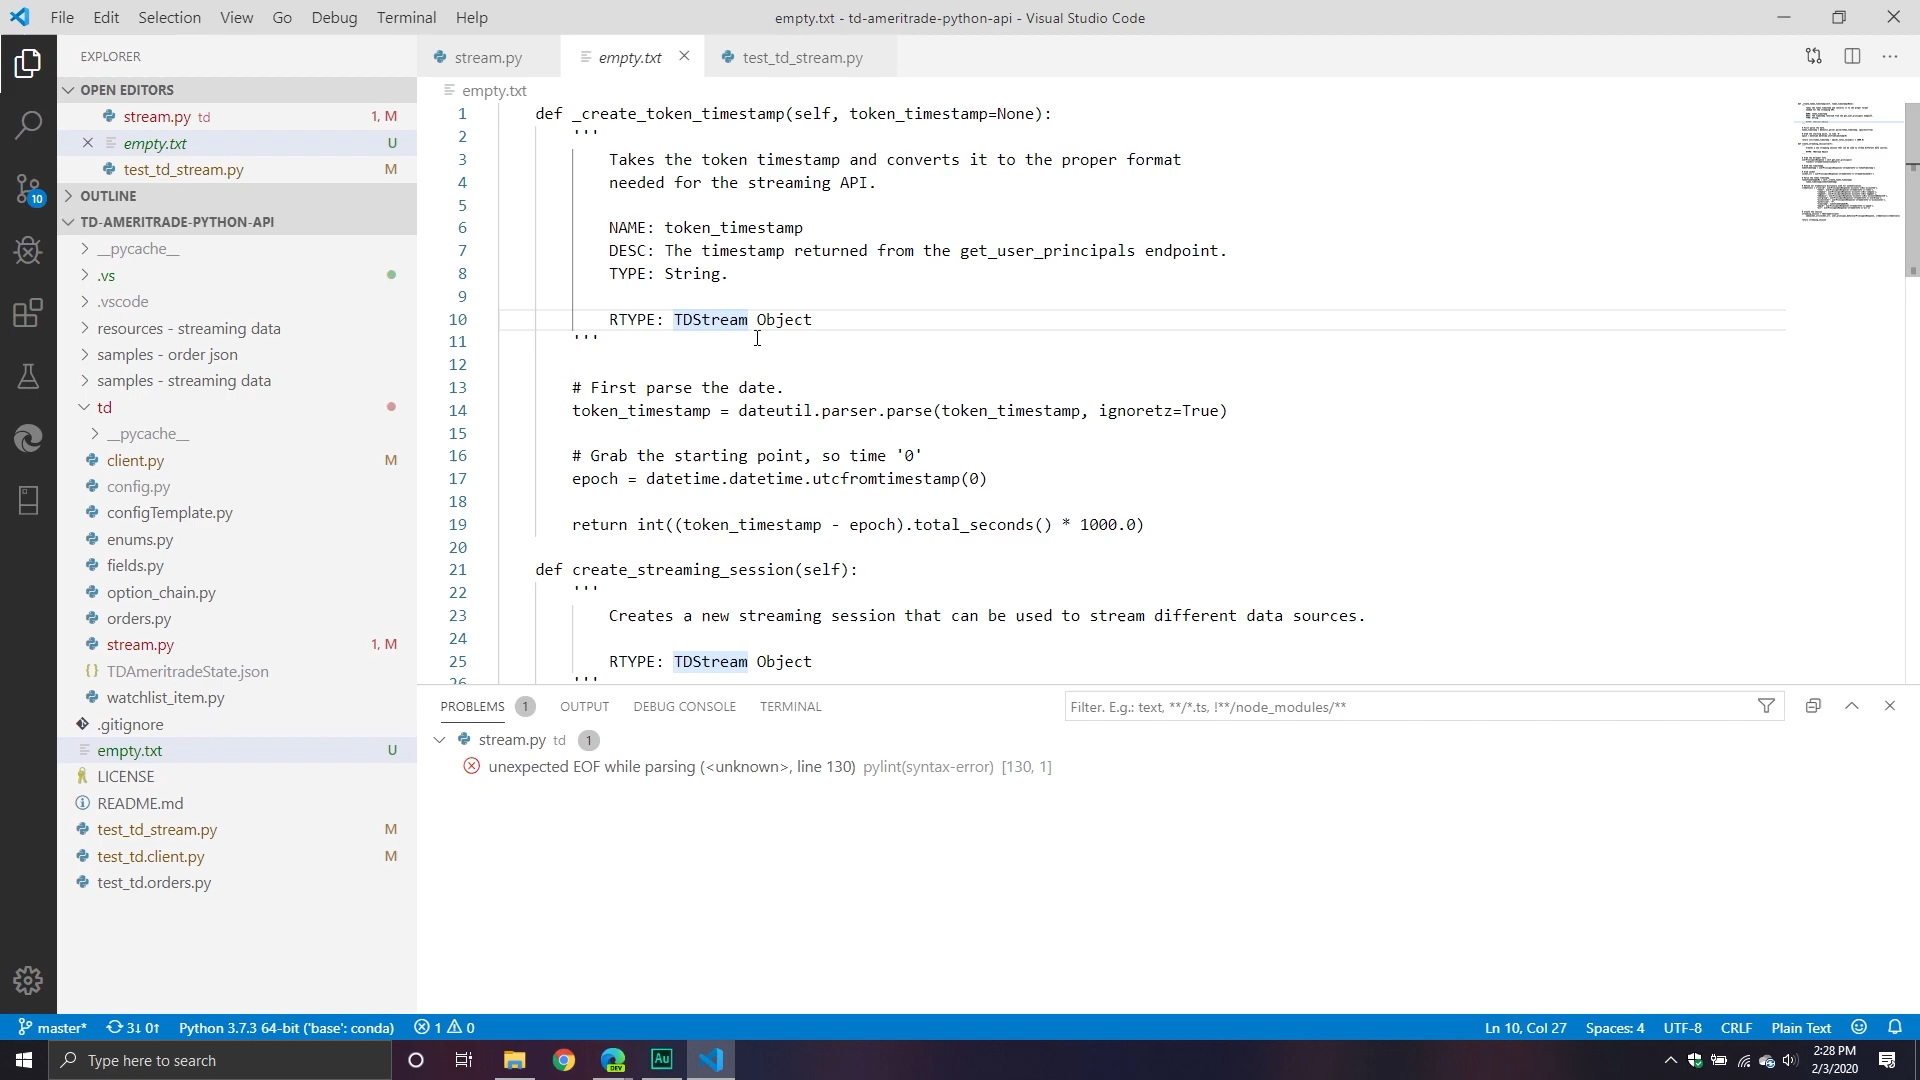 File Edit Selection View Go Debug Terminal Help
empty.txt - td-ameritrade-python-api - Visual Studio Code
EXPLORER
OPEN EDITORS
stream.py td 1, M
empty.txt U
test_td_stream.py M
OUTLINE
TD-AMERITRADE-PYTHON-API
__pycache__
.vs
.vscode
resources - streaming data
samples - order json
samples - streaming data
td
__pycache__
client.py M
config.py
configTemplate.py
enums.py
fields.py
option_chain.py
orders.py
stream.py 1, M
{} TDAmeritradeState.json
watchlist_item.py
.gitignore
empty.txt U
LICENSE
README.md
test_td_stream.py M
test_td.client.py M
test_td.orders.py
10
stream.py
empty.txt
test_td_stream.py
empty.txt
1 def _create_token_timestamp(self, token_timestamp=None):
2 '''
3 Takes the token timestamp and converts it to the proper format
4 needed for the streaming API.
5
6 NAME: token_timestamp
7 DESC: The timestamp returned from the get_user_principals endpoint.
8 TYPE: String.
9
10 RTYPE: TDStream Object
11 '''
12
13 # First parse the date.
14 token_timestamp = dateutil.parser.parse(token_timestamp, ignoretz=True)
15
16 # Grab the starting point, so time '0'
17 epoch = datetime.datetime.utcfromtimestamp(0)
18
19 return int((token_timestamp - epoch).total_seconds() * 1000.0)
20
21 def create_streaming_session(self):
22 '''
23 Creates a new streaming session that can be used to stream different data sources.
24
25 RTYPE: TDStream Object
26 '''
PROBLEMS 1 OUTPUT DEBUG CONSOLE TERMINAL
Filter. E.g.: text, **/*.ts, !**/node_modules/**
stream.py td 1
unexpected EOF while parsing (<unknown>, line 130) pylint(syntax-error) [130, 1]
master* 3↓ 0↑ Python 3.7.3 64-bit ('base': conda) 1 0
Ln 10, Col 27 Spaces: 4 UTF-8 CRLF Plain Text
Type here to search
DEV
Au
2:28 PM
2/3/2020